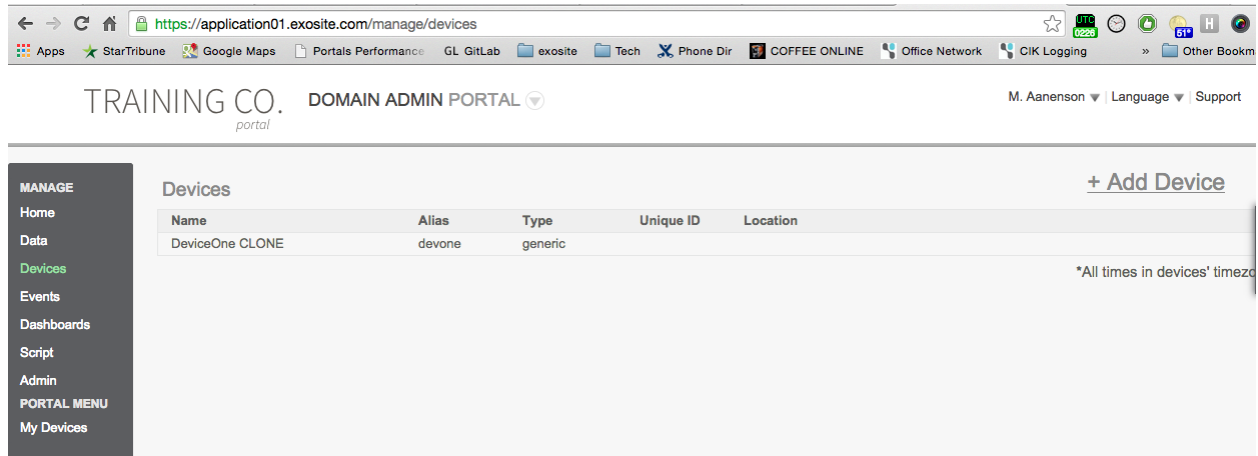 https://application01.exosite.com/manage/devices
UTC
0226
51°
H
Apps StarTribune Google Maps Portals Performance GL GitLab exosite Tech Phone Dir COFFEE ONLINE Office Network CIK Logging » Other Bookm
TRAINING CO. DOMAIN ADMIN PORTAL M. Aanenson | Language | Support
portal
MANAGE
Home
Data
Devices
Events
Dashboards
Script
Admin
PORTAL MENU
My Devices
Devices + Add Device
Name Alias Type Unique ID Location
DeviceOne CLONE devone generic
*All times in devices' timezo